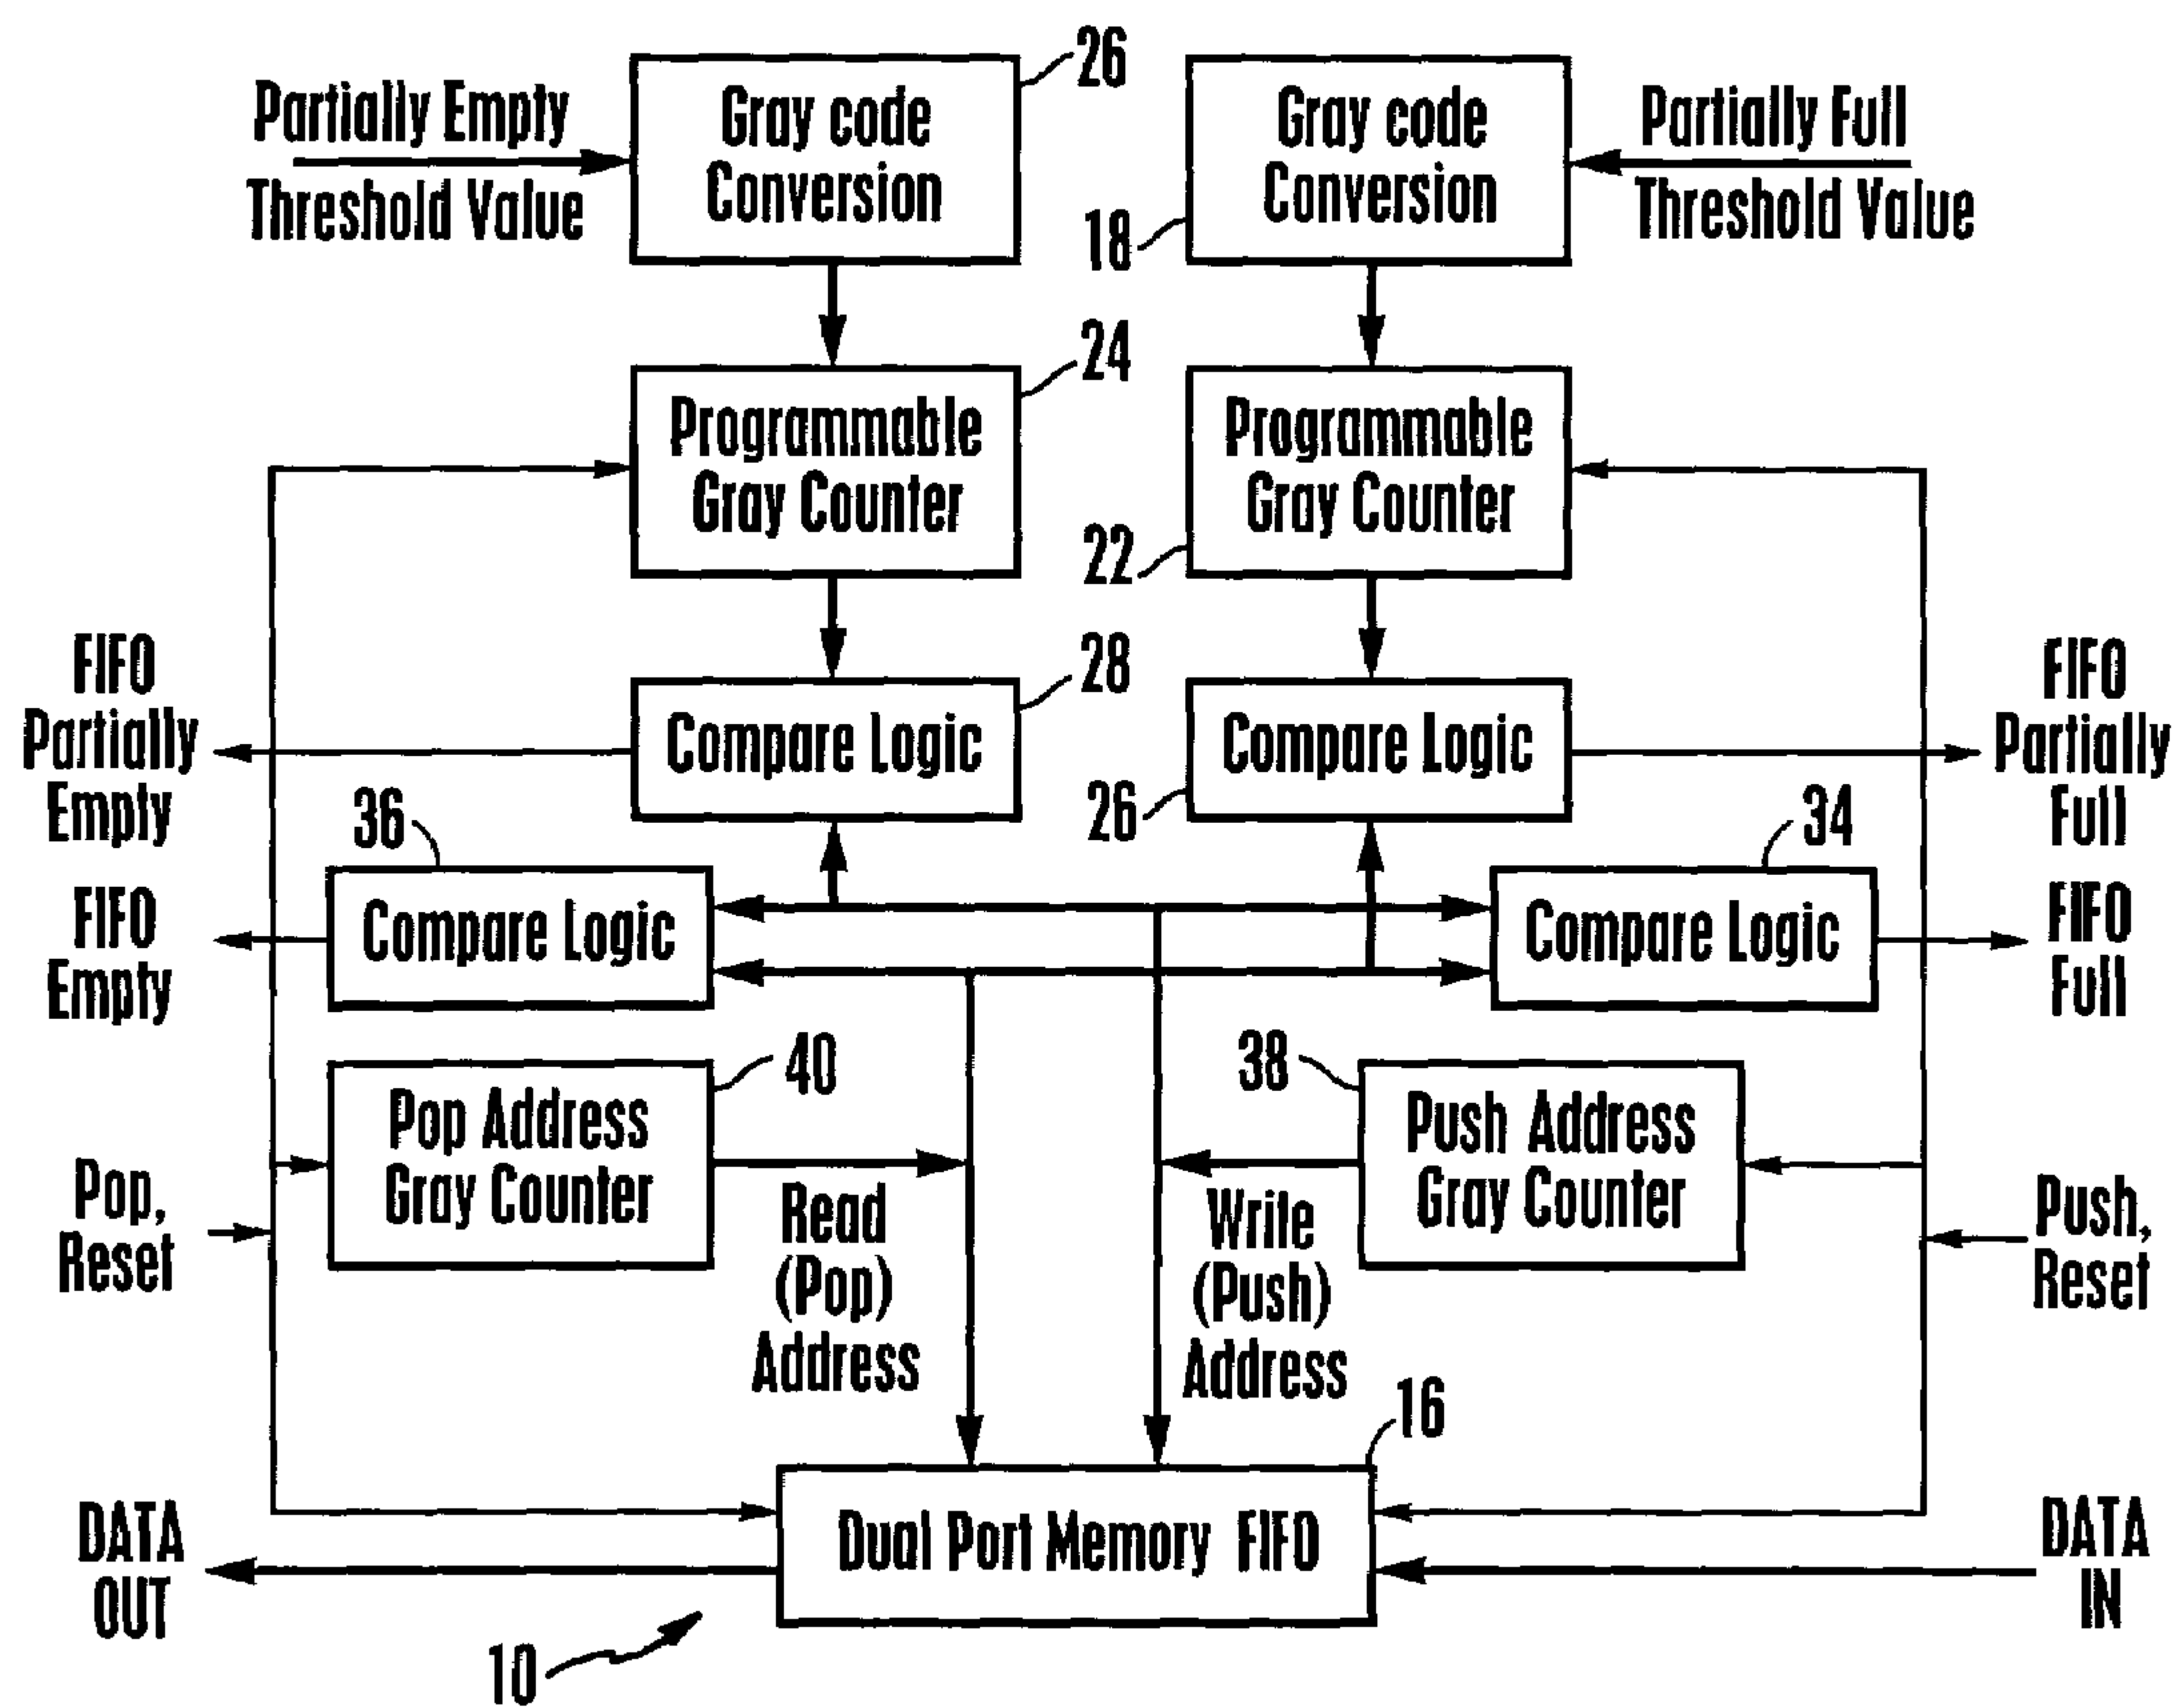 Partially Empty
Threshold Value
Gray code
Conversion
26
Gray code
Conversion
18
Partially Full
Threshold Value
Programmable
Gray Counter
24
Programmable
Gray Counter
22
FIFO
Partially
Empty
Compare Logic
28
Compare Logic
26
FIFO
Partially
Full
FIFO
Empty
36
Compare Logic
34
Compare Logic
FIFO
Full
Pop,
Reset
40
Pop Address
Gray Counter
Read
(Pop)
Address
38
Push Address
Gray Counter
Write
(Push)
Address
Push,
Reset
16
Dual Port Memory FIFO
DATA
OUT
DATA
IN
10